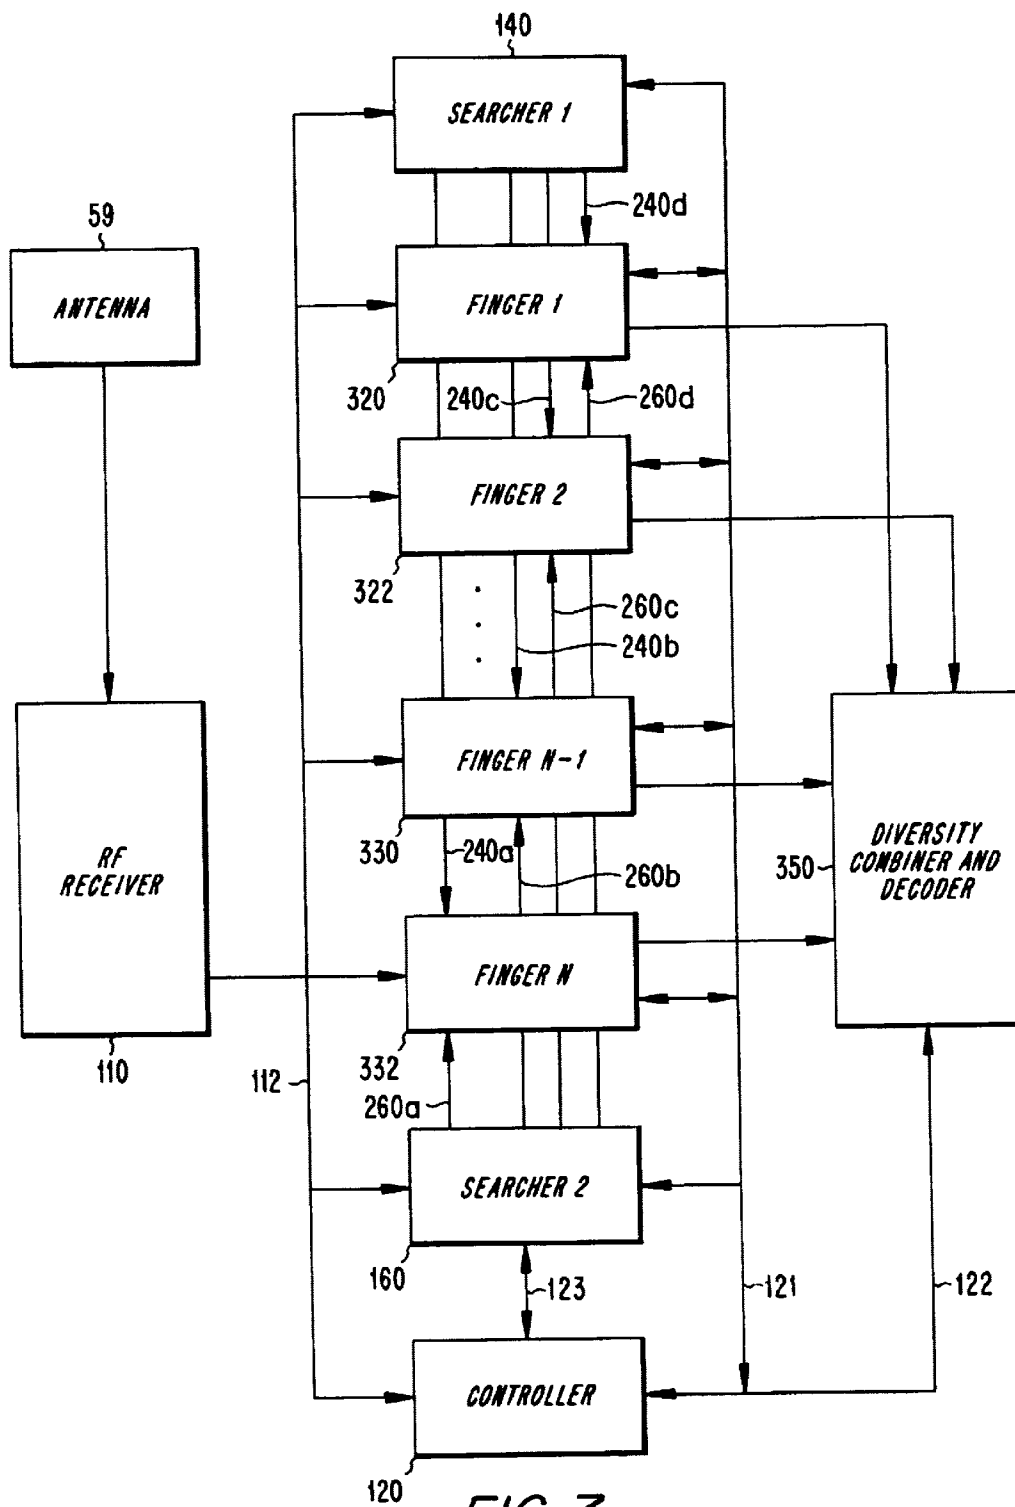 140
SEARCHER 1
240d
59
ANTENNA
FINGER 1
320
240c
260d
FINGER 2
322
260c
240b
FINGER N-1
330
240a
260b
RF
RECEIVER
110
DIVERSITY
COMBINER AND
DECODER
350
FINGER N
332
112
260a
SEARCHER 2
160
123
121
122
CONTROLLER
120
FIG. 3